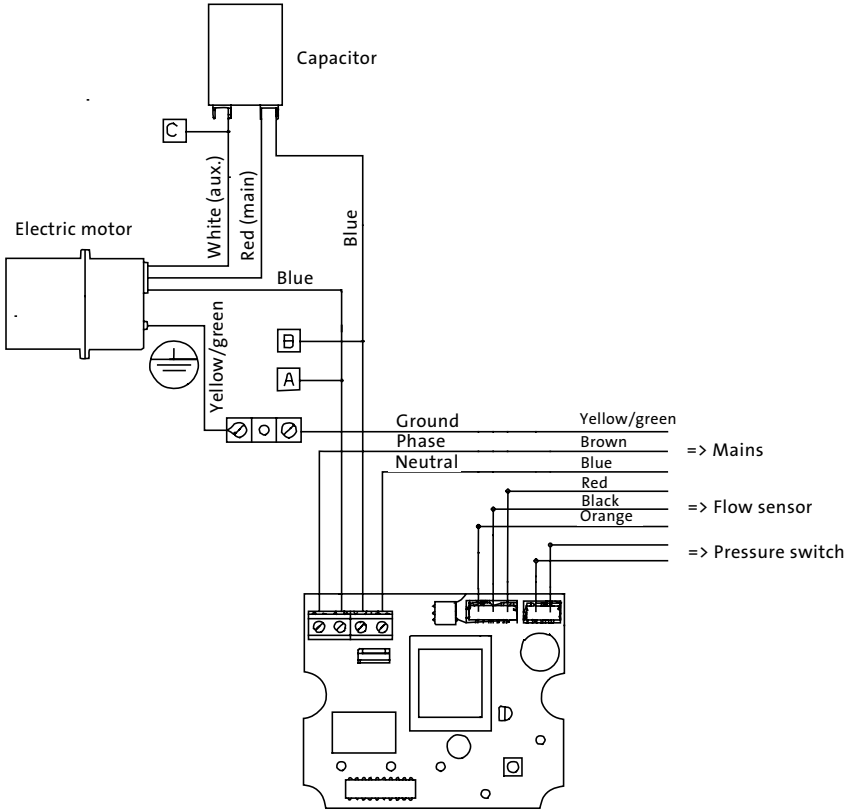 Capacitor
C
White (aux.)
Red (main)
Blue
Electric motor
Blue
Yellow/green
B
A
Ground
Yellow/green
Phase
Brown
=> Mains
Neutral
Blue
Red
Black
=> Flow sensor
Orange
=> Pressure switch